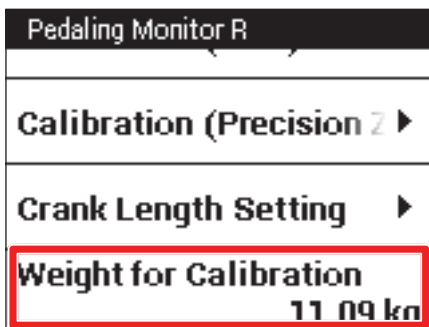 Pedaling Monitor R
Calibration (Precision Z
Crank Length Setting
Weight for Calibration
11.09 kg